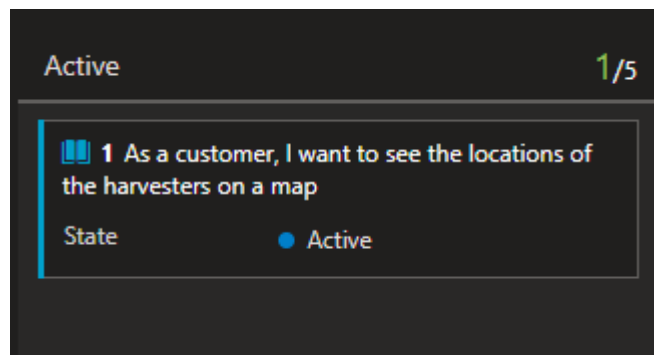 Active 1/5
1 As a customer, I want to see the locations of
the harvesters on a map
State Active